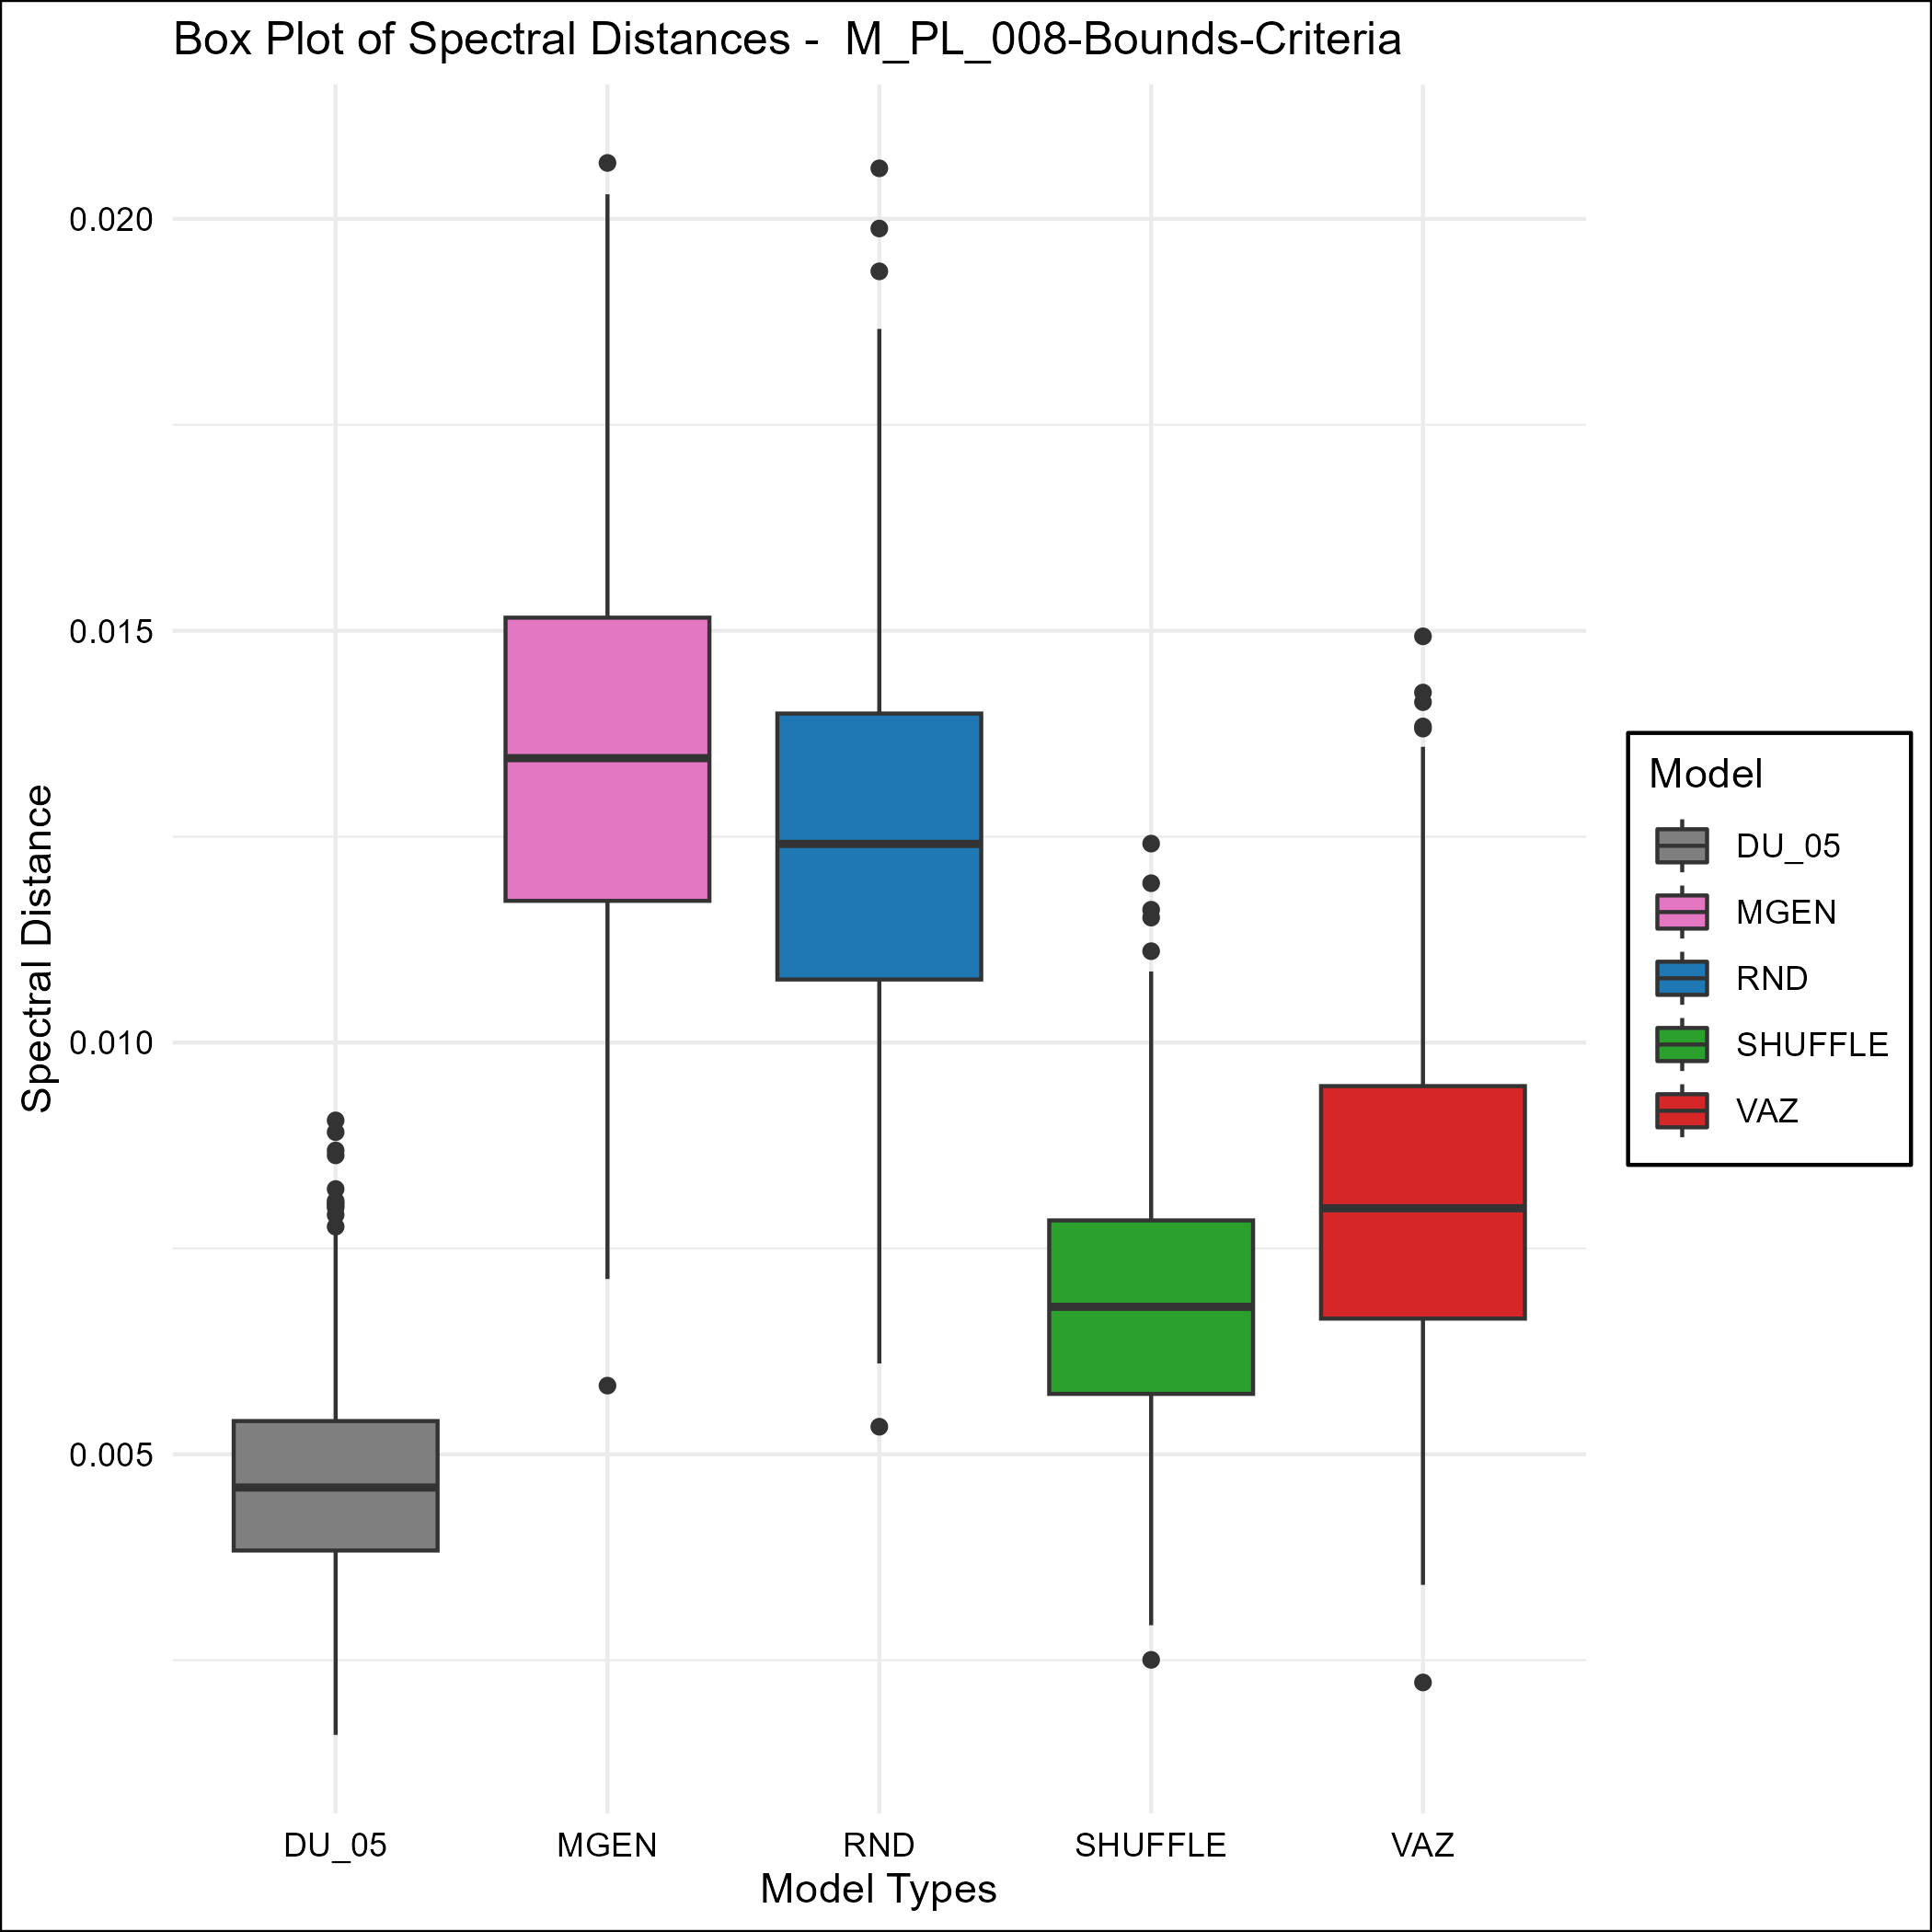 Box Plot of Spectral Distances -  M_PL_008-Bounds-Criteria
0.020
0.015
0.010
0.005
Spectral Distance
DU_05
MGEN
RND
SHUFFLE
VAZ
Model Types
Model
DU_05
MGEN
RND
SHUFFLE
VAZ